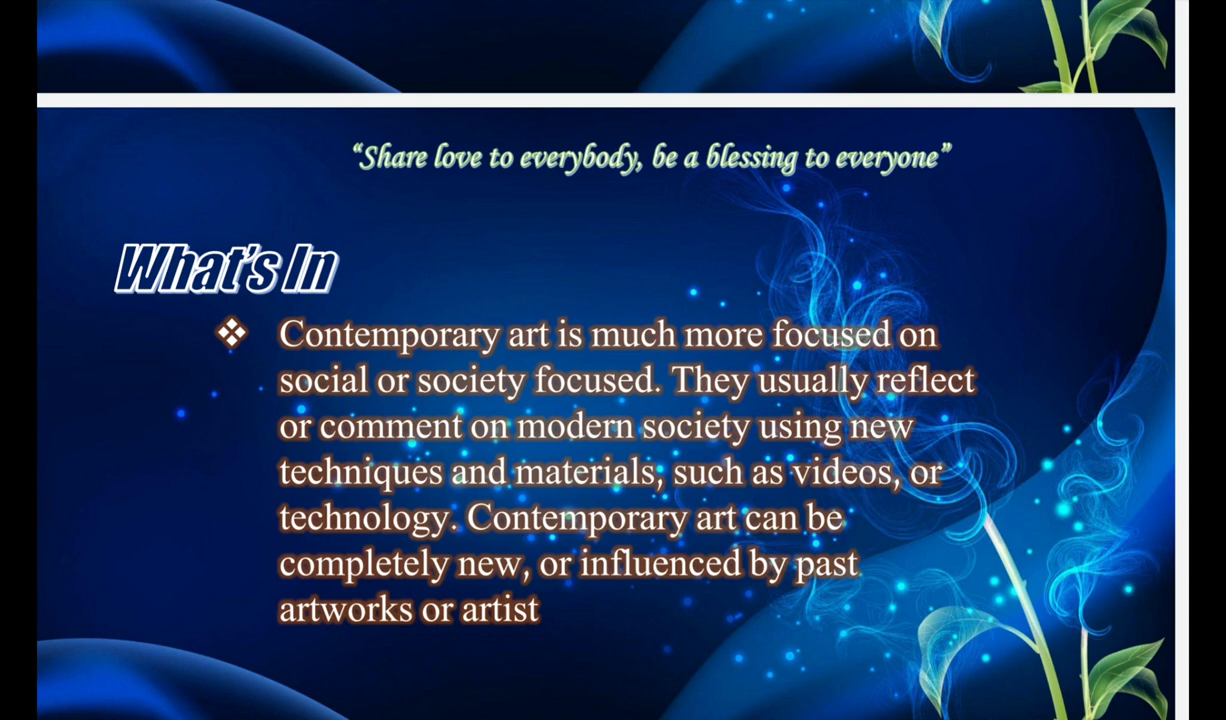 “Share love to everybody, be a blessing to everyone”
What's In
❖ Contemporary art is much more focused on
social or society focused. They usually reflect
or comment on modern society using new
techniques and materials, such as videos, or
technology. Contemporary art can be
completely new, or influenced by past
artworks or artist